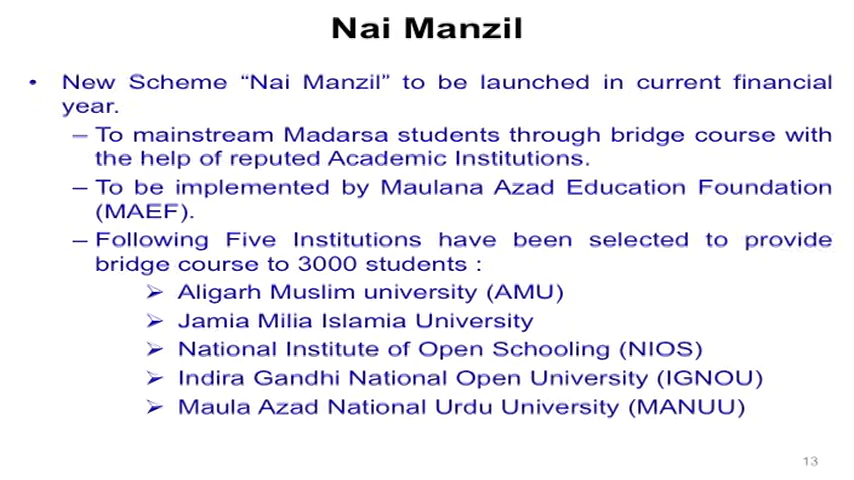 Nai Manzil
• New Scheme “Nai Manzil” to be launched in current financial
year.
– To mainstream Madarsa students through bridge course with
the help of reputed Academic Institutions.
– To be implemented by Maulana Azad Education Foundation
(MAEF).
– Following Five Institutions have been selected to provide
bridge course to 3000 students :
➢ Aligarh Muslim university (AMU)
➢ Jamia Milia Islamia University
➢ National Institute of Open Schooling (NIOS)
➢ Indira Gandhi National Open University (IGNOU)
➢ Maula Azad National Urdu University (MANUU)
13